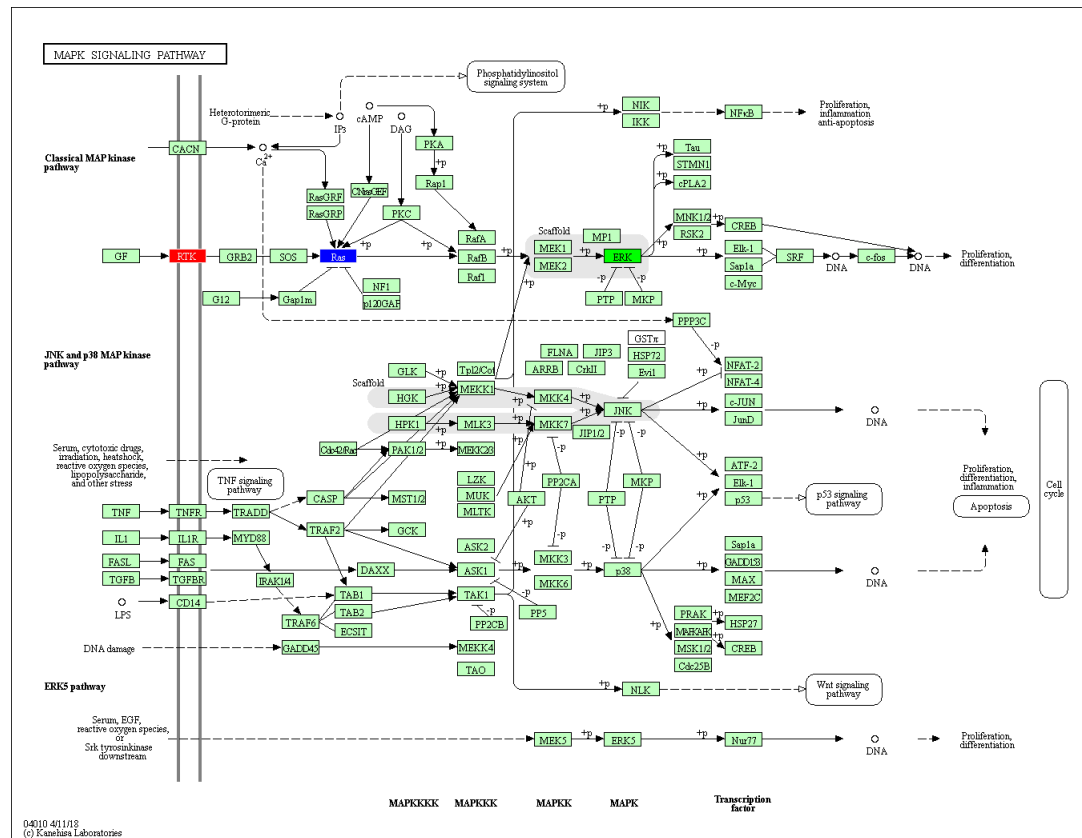 MAPK SIGNALING PATHWAY
Phosphatidylinositol
signaling system
Heterotorimeric
G-protein
IP3
cAMP
DAG
PKA
+p
Rap1
NIK
IKK
+p
NFκB
Proliferation,
inflammation
anti-apoptosis
Classical MAP kinase
pathway
CACN
Ca2+
RasGRF
RasGRP
CNrasGEF
PKC
+p
+p
RafA
RafB
Raf1
Tau
STMN1
cPLA2
+p
Scaffold
MP1
MEK1
MEK2
+p
+p
MNK1/2
RSK2
+p
CREB
GF
RTK
GRB2
SOS
Ras
ERK
+p
+p
Elk-1
Sap1a
c-Myc
SRF
DNA
c-fos
DNA
Proliferation,
differentiation
G12
Gap1m
NF1
p120GAP
+p
-p
-p
PTP
MKP
JNK and p38 MAP kinase
pathway
PPP3C
-p
GSTπ
HSP72
Evi1
FLNA
JIP3
ARRB
CrkII
NFAT-2
NFAT-4
+p
Scaffold
GLK
HGK
HPK1
+p
+p
+p
Tpl2/Cot
MEKK1
MLK3
+p
+p
MKK4
MKK7
+p
+p
JNK
JIP1/2
+p
c-JUN
JunD
DNA
Cdc42/Rac
PAK1/2
+p
MEKK2/3
Serum, cytotoxic drugs,
irradiation, heatshock,
reactive oxygen species,
lipopolysaccharide,
and other stress
TNF signaling
pathway
LZK
MUK
MLTK
+p
-p
-p
-p
PP2CA
AKT
PTP
MKP
+p
ATF-2
Elk-1
p53
p53 signaling
pathway
Proliferation,
differentiation,
inflammation
Apoptosis
Cell
cycle
CASP
MST1/2
TNF
TNFR
TRADD
TRAF2
GCK
+p
-p
-p
-p
IL1
IL1R
MYD88
ASK2
MKK3
MKK6
Sap1a
GADD153
MAX
MEF2C
FASL
FAS
DAXX
ASK1
+p
+p
p38
+p
DNA
TGFB
TGFBR
IRAK1/4
LPS
CD14
TAB1
TAB2
ECSIT
TRAF6
TAK1
-p
-p
PP2CB
PP5
+p
PRAK
MAPKAPK
MSK1/2
Cdc25B
+p
+p
HSP27
CREB
DNA damage
GADD45
MEKK4
TAO
ERK5 pathway
+p
NLK
Wnt signaling
pathway
Serum, EGF,
reactive oxygen species,
or
Srk tyrosinkinase
downstream
MEK5
+p
ERK5
+p
Nur77
DNA
Proliferation,
differentiation
MAPKKKK
MAPKKK
MAPKK
MAPK
Transcription
factor
04010 4/11/18
(c) Kanehisa Laboratories